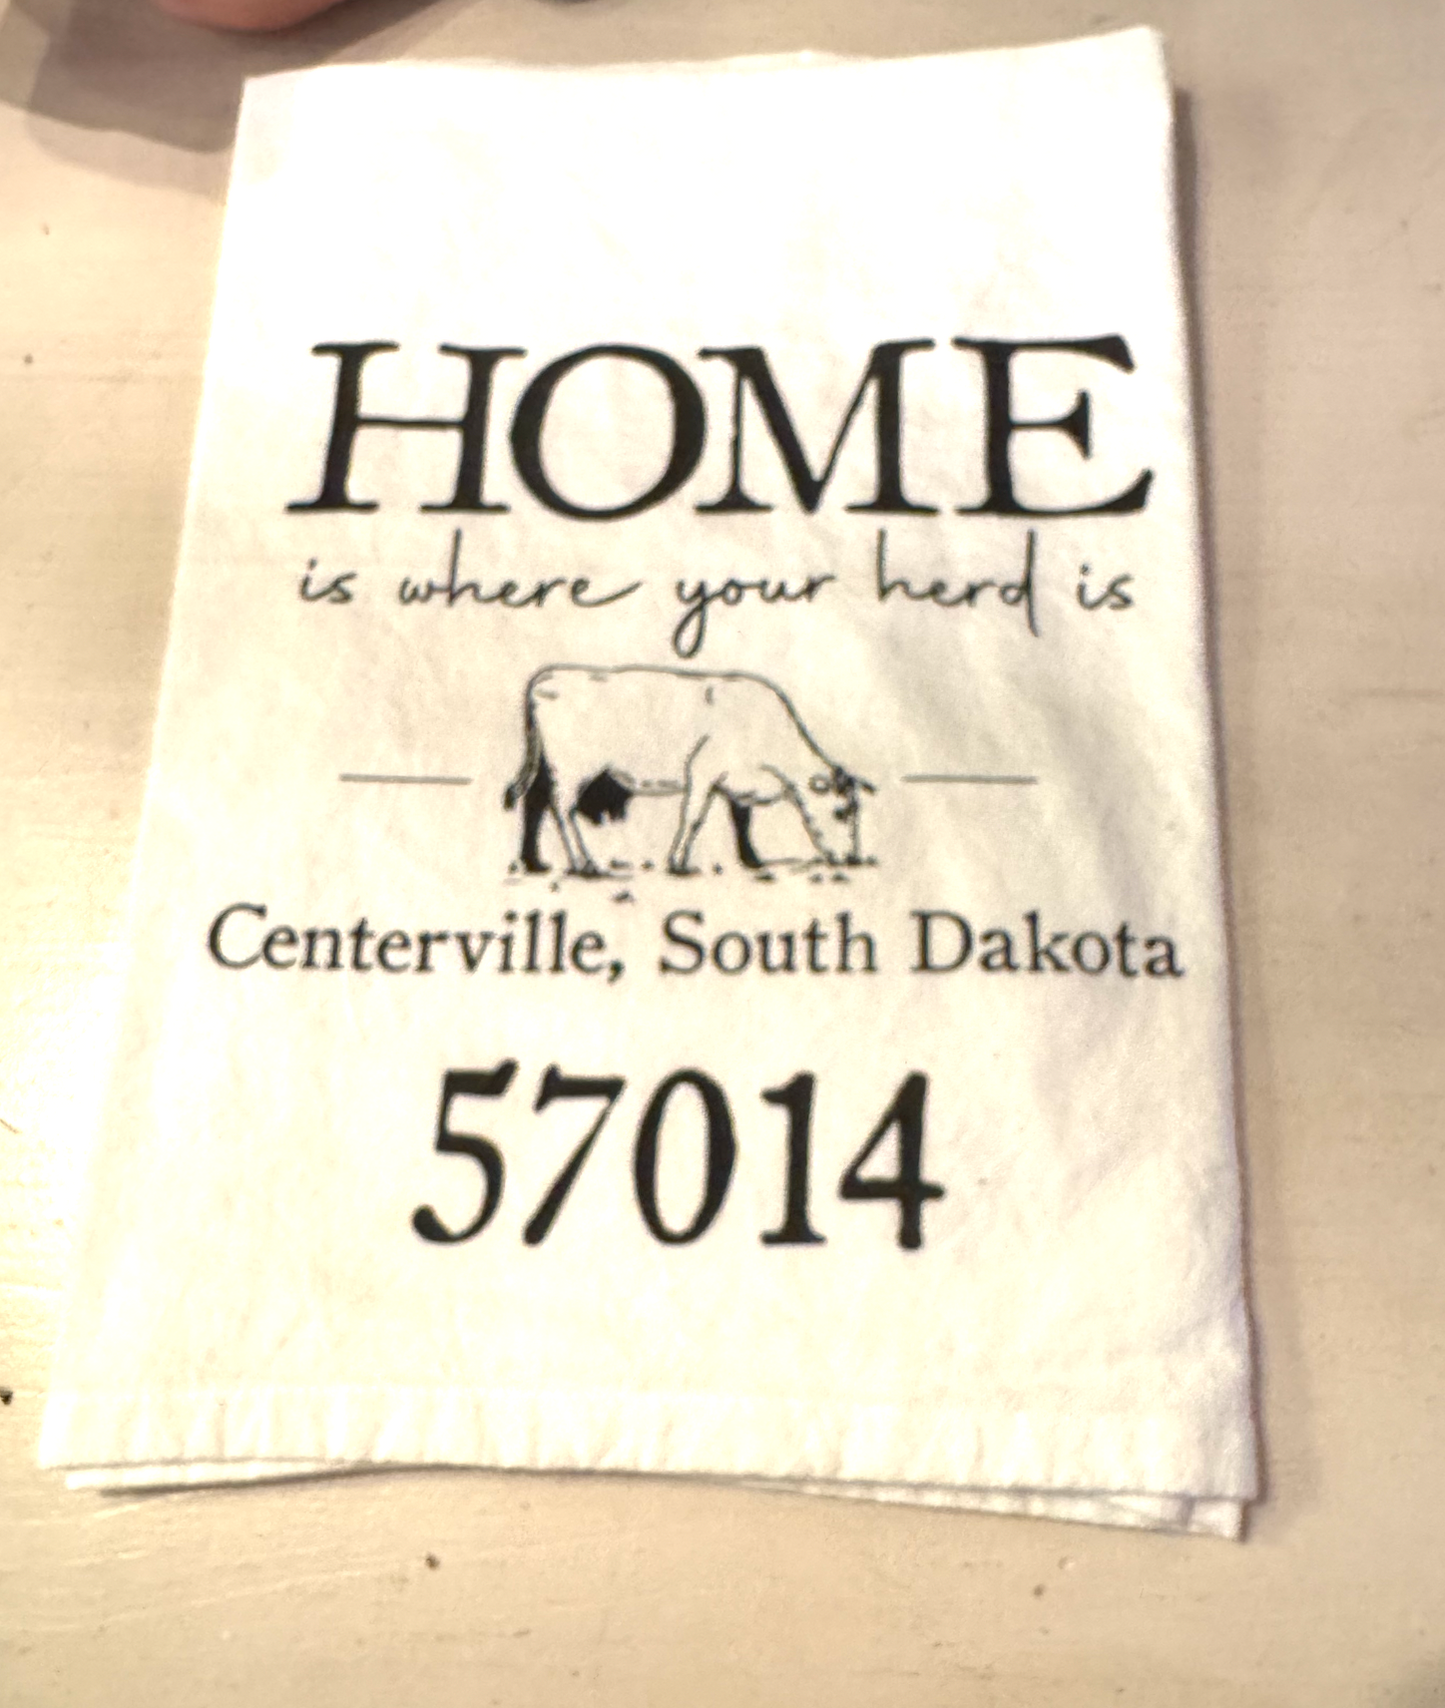 HOME
is where your herd is
Centerville, South Dakota
57014